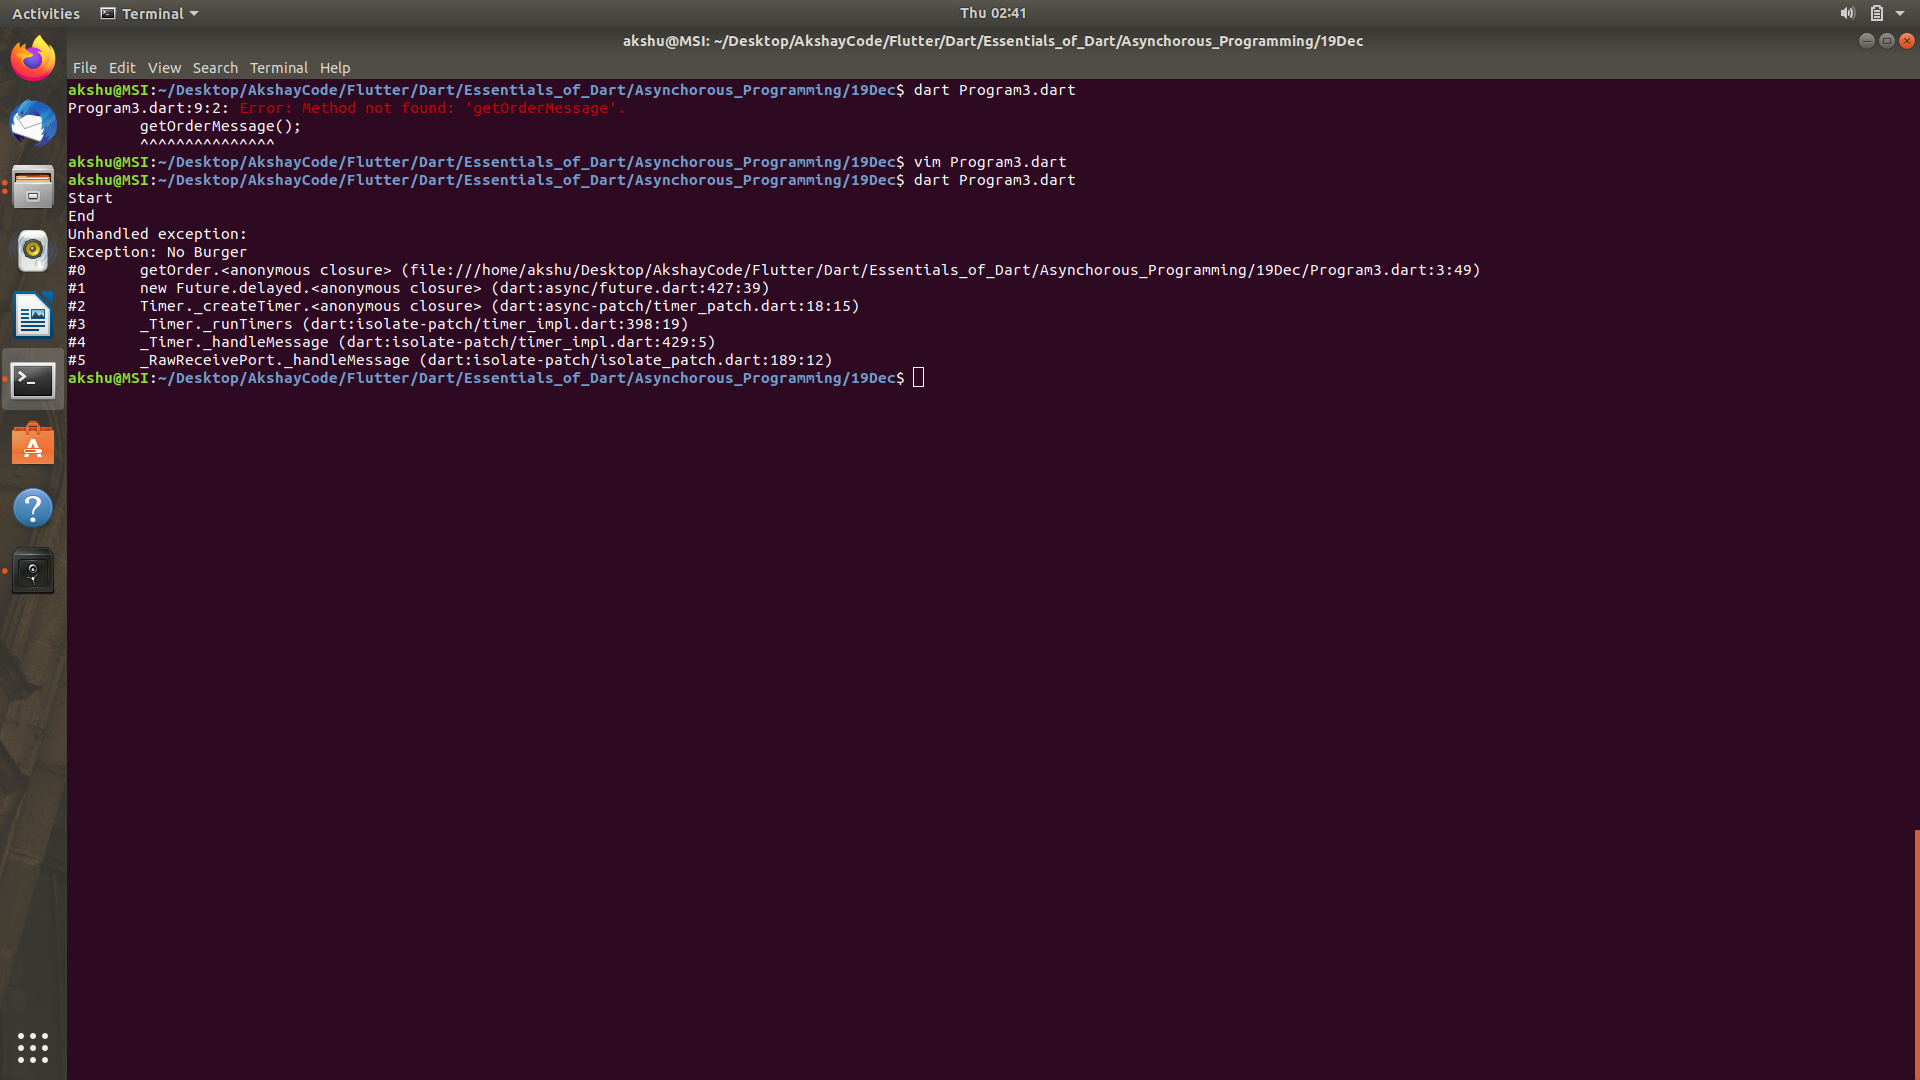 Activities Terminal Thu 02:41
akshu@MSI: ~/Desktop/AkshayCode/Flutter/Dart/Essentials_of_Dart/Asynchorous_Programming/19Dec
File Edit View Search Terminal Help
akshu@MSI:~/Desktop/AkshayCode/Flutter/Dart/Essentials_of_Dart/Asynchorous_Programming/19Dec$ dart Program3.dart
Program3.dart:9:2: Error: Method not found: 'getOrderMessage'.
getOrderMessage();
^^^^^^^^^^^^^^^
akshu@MSI:~/Desktop/AkshayCode/Flutter/Dart/Essentials_of_Dart/Asynchorous_Programming/19Dec$ vim Program3.dart
akshu@MSI:~/Desktop/AkshayCode/Flutter/Dart/Essentials_of_Dart/Asynchorous_Programming/19Dec$ dart Program3.dart
Start
End
Unhandled exception:
Exception: No Burger
#0      getOrder.<anonymous closure> (file:///home/akshu/Desktop/AkshayCode/Flutter/Dart/Essentials_of_Dart/Asynchorous_Programming/19Dec/Program3.dart:3:49)
#1      new Future.delayed.<anonymous closure> (dart:async/future.dart:427:39)
#2      Timer._createTimer.<anonymous closure> (dart:async-patch/timer_patch.dart:18:15)
#3      _Timer._runTimers (dart:isolate-patch/timer_impl.dart:398:19)
#4      _Timer._handleMessage (dart:isolate-patch/timer_impl.dart:429:5)
#5      _RawReceivePort._handleMessage (dart:isolate-patch/isolate_patch.dart:189:12)
akshu@MSI:~/Desktop/AkshayCode/Flutter/Dart/Essentials_of_Dart/Asynchorous_Programming/19Dec$